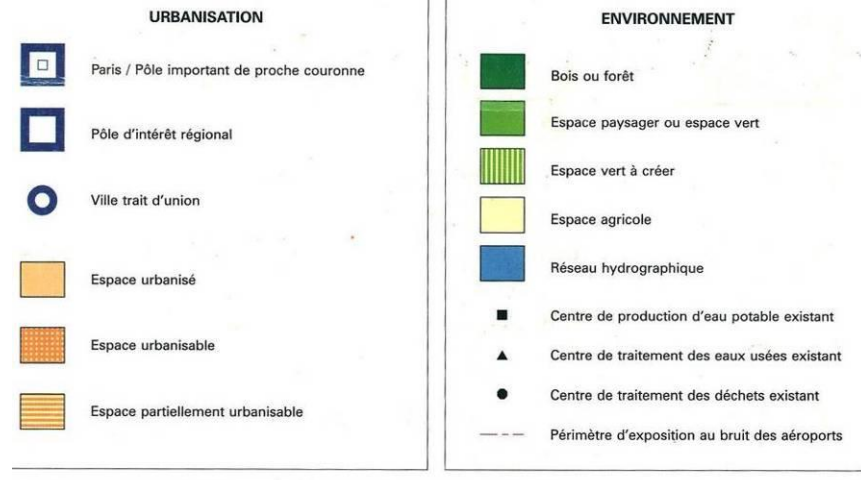 URBANISATION
Paris / Pôle important de proche couronne
Pôle d'intérêt régional
Ville trait d'union
Espace urbanisé
Espace urbanisable
Espace partiellement urbanisable
ENVIRONNEMENT
Bois ou forêt
Espace paysager ou espace vert
Espace vert à créer
Espace agricole
Réseau hydrographique
Centre de production d'eau potable existant
Centre de traitement des eaux usées existant
Centre de traitement des déchets existant
Périmètre d'exposition au bruit des aéroports